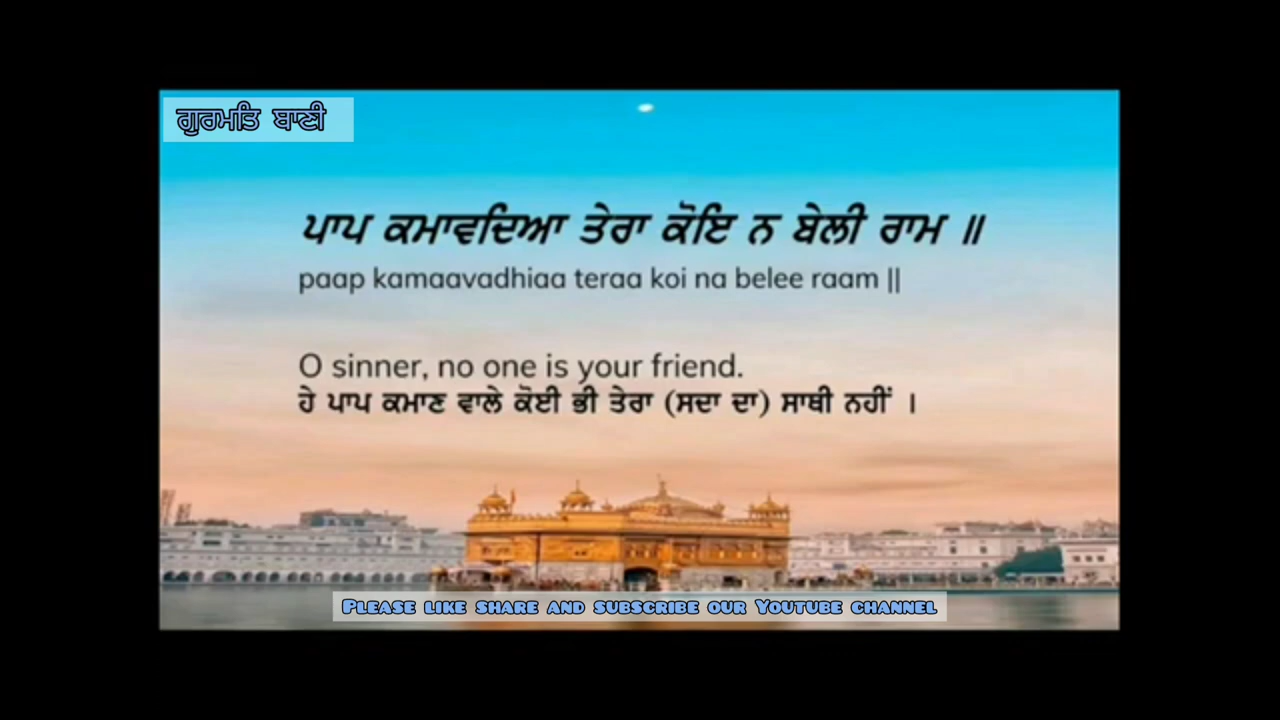 ਗੁਰਮਤਿ ਬਾਣੀ
ਪਾਪ ਕਮਾਵਦਿਆ ਤੇਰਾ ਕੋਇ ਨ ਬੇਲੀ ਰਾਮ ॥
paap kamaavadhiaa teraa koi na belee raam ||
O sinner, no one is your friend.
ਹੇ ਪਾਪ ਕਮਾਣ ਵਾਲੇ ਕੋਈ ਭੀ ਤੇਰਾ (ਸਦਾ ਦਾ) ਸਾਥੀ ਨਹੀਂ ।
Please like share and subscribe our Youtube channel